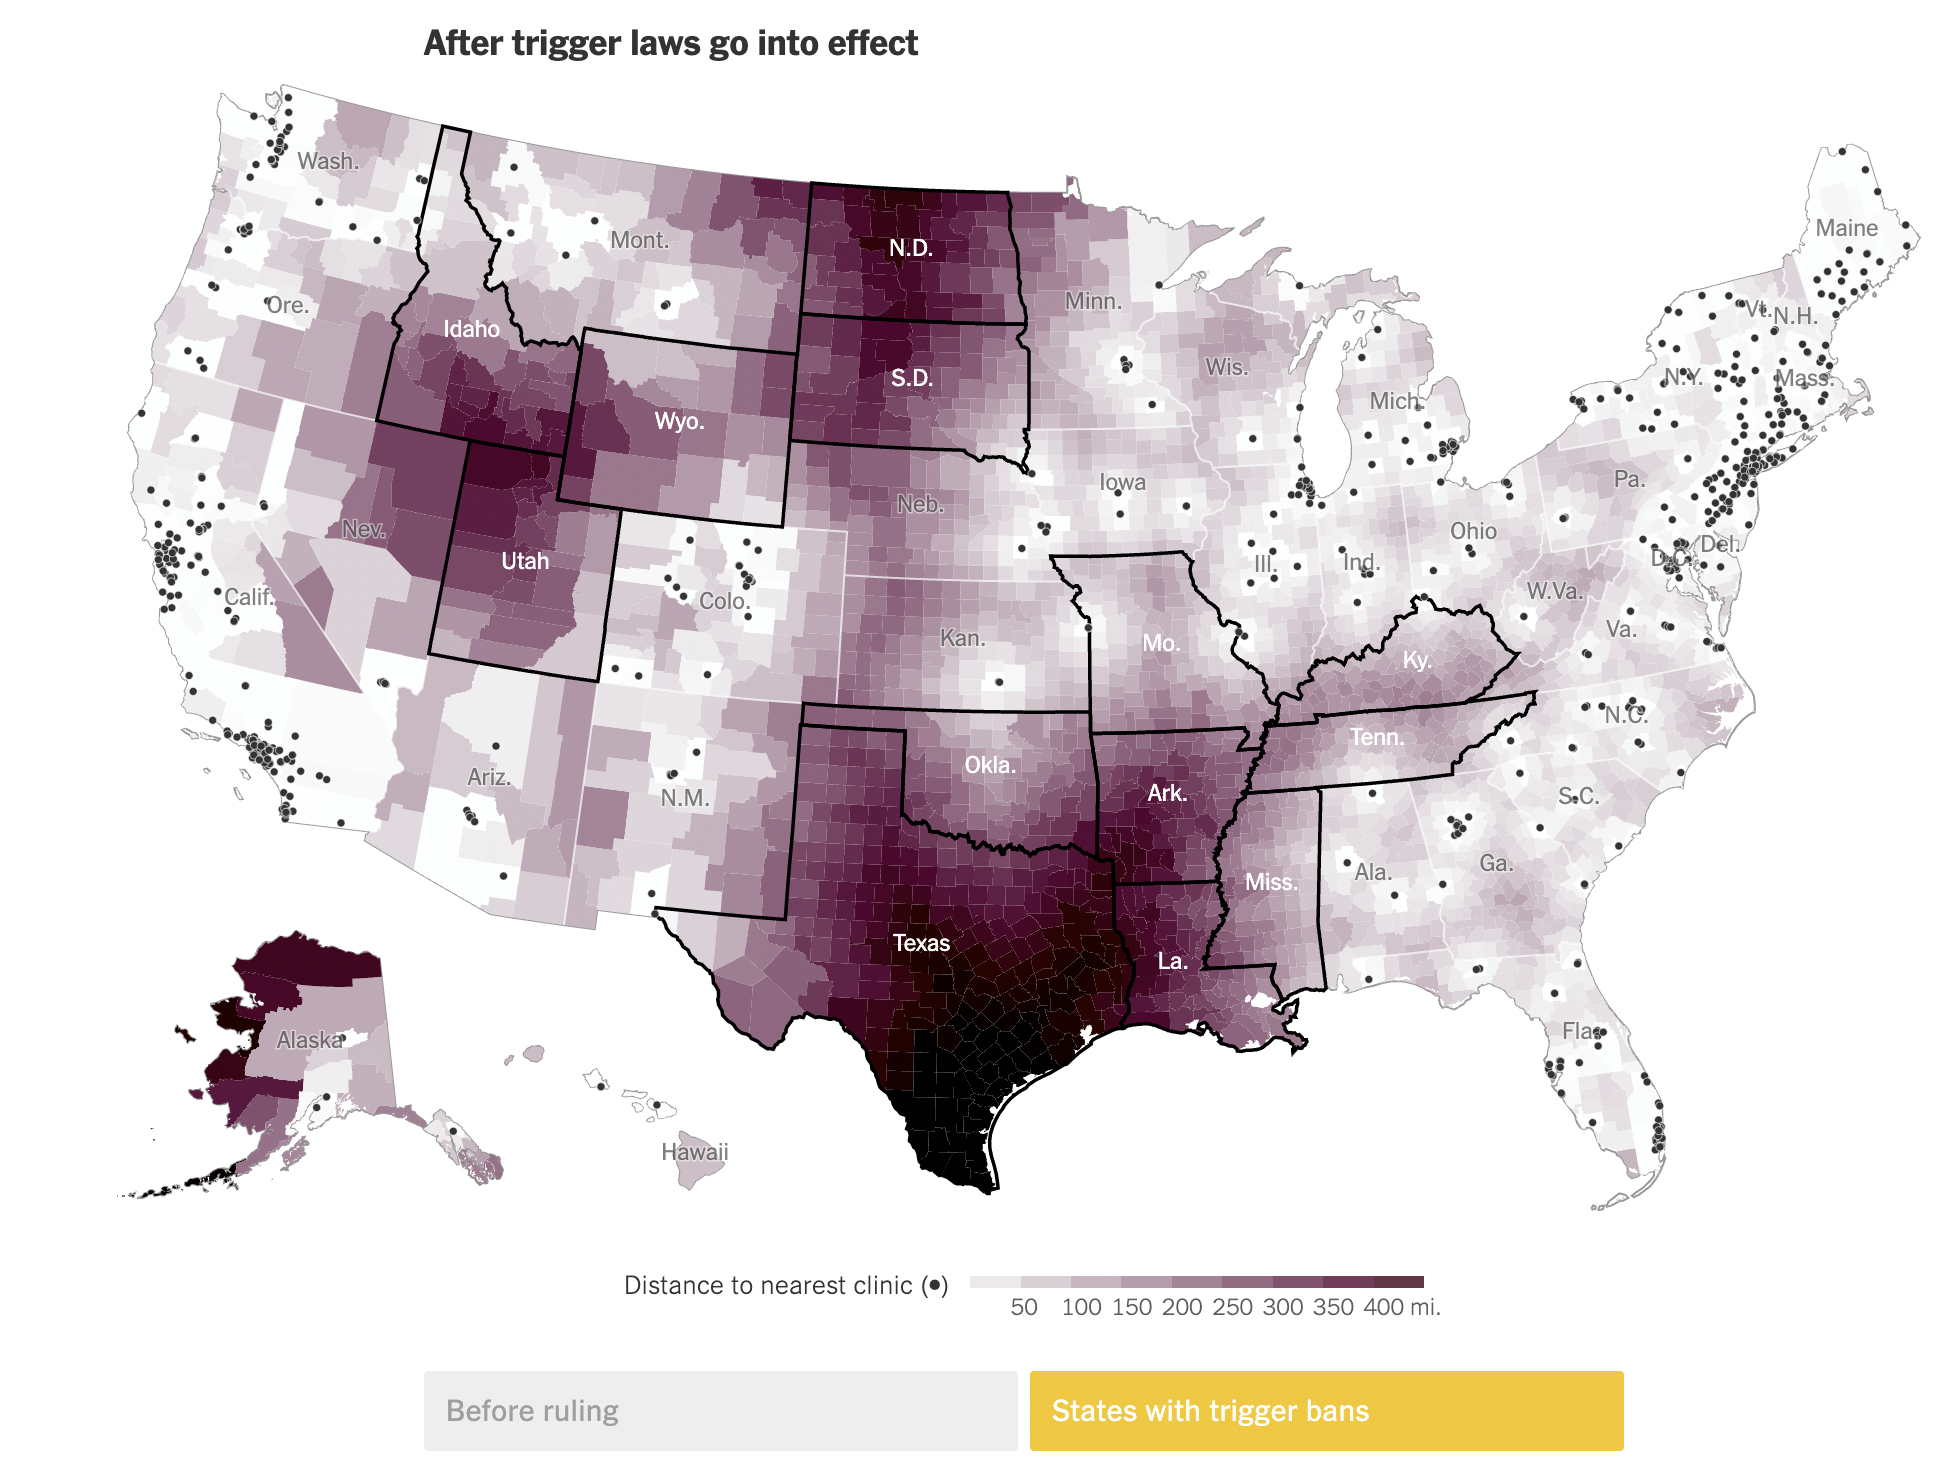 After trigger laws go into effect
Wash.
Mont.
N.D.
Minn.
Maine
Ore.
Idaho
Vt.
N.H.
S.D.
Wis.
N.Y.
Mass.
Wyo.
Mich.
Neb.
Iowa
Pa.
Nev.
Utah
Ohio
Ill.
Ind.
D.C.
Del.
Calif.
Colo.
W.Va.
Kan.
Mo.
Ky.
Va.
Ariz.
N.M.
Okla.
Ark.
Tenn.
N.C.
S.C.
Texas
La.
Miss.
Ala.
Ga.
Fla.
Alaska
Hawaii
Distance to nearest clinic (•)
50 100 150 200 250 300 350 400 mi.
Before ruling
States with trigger bans